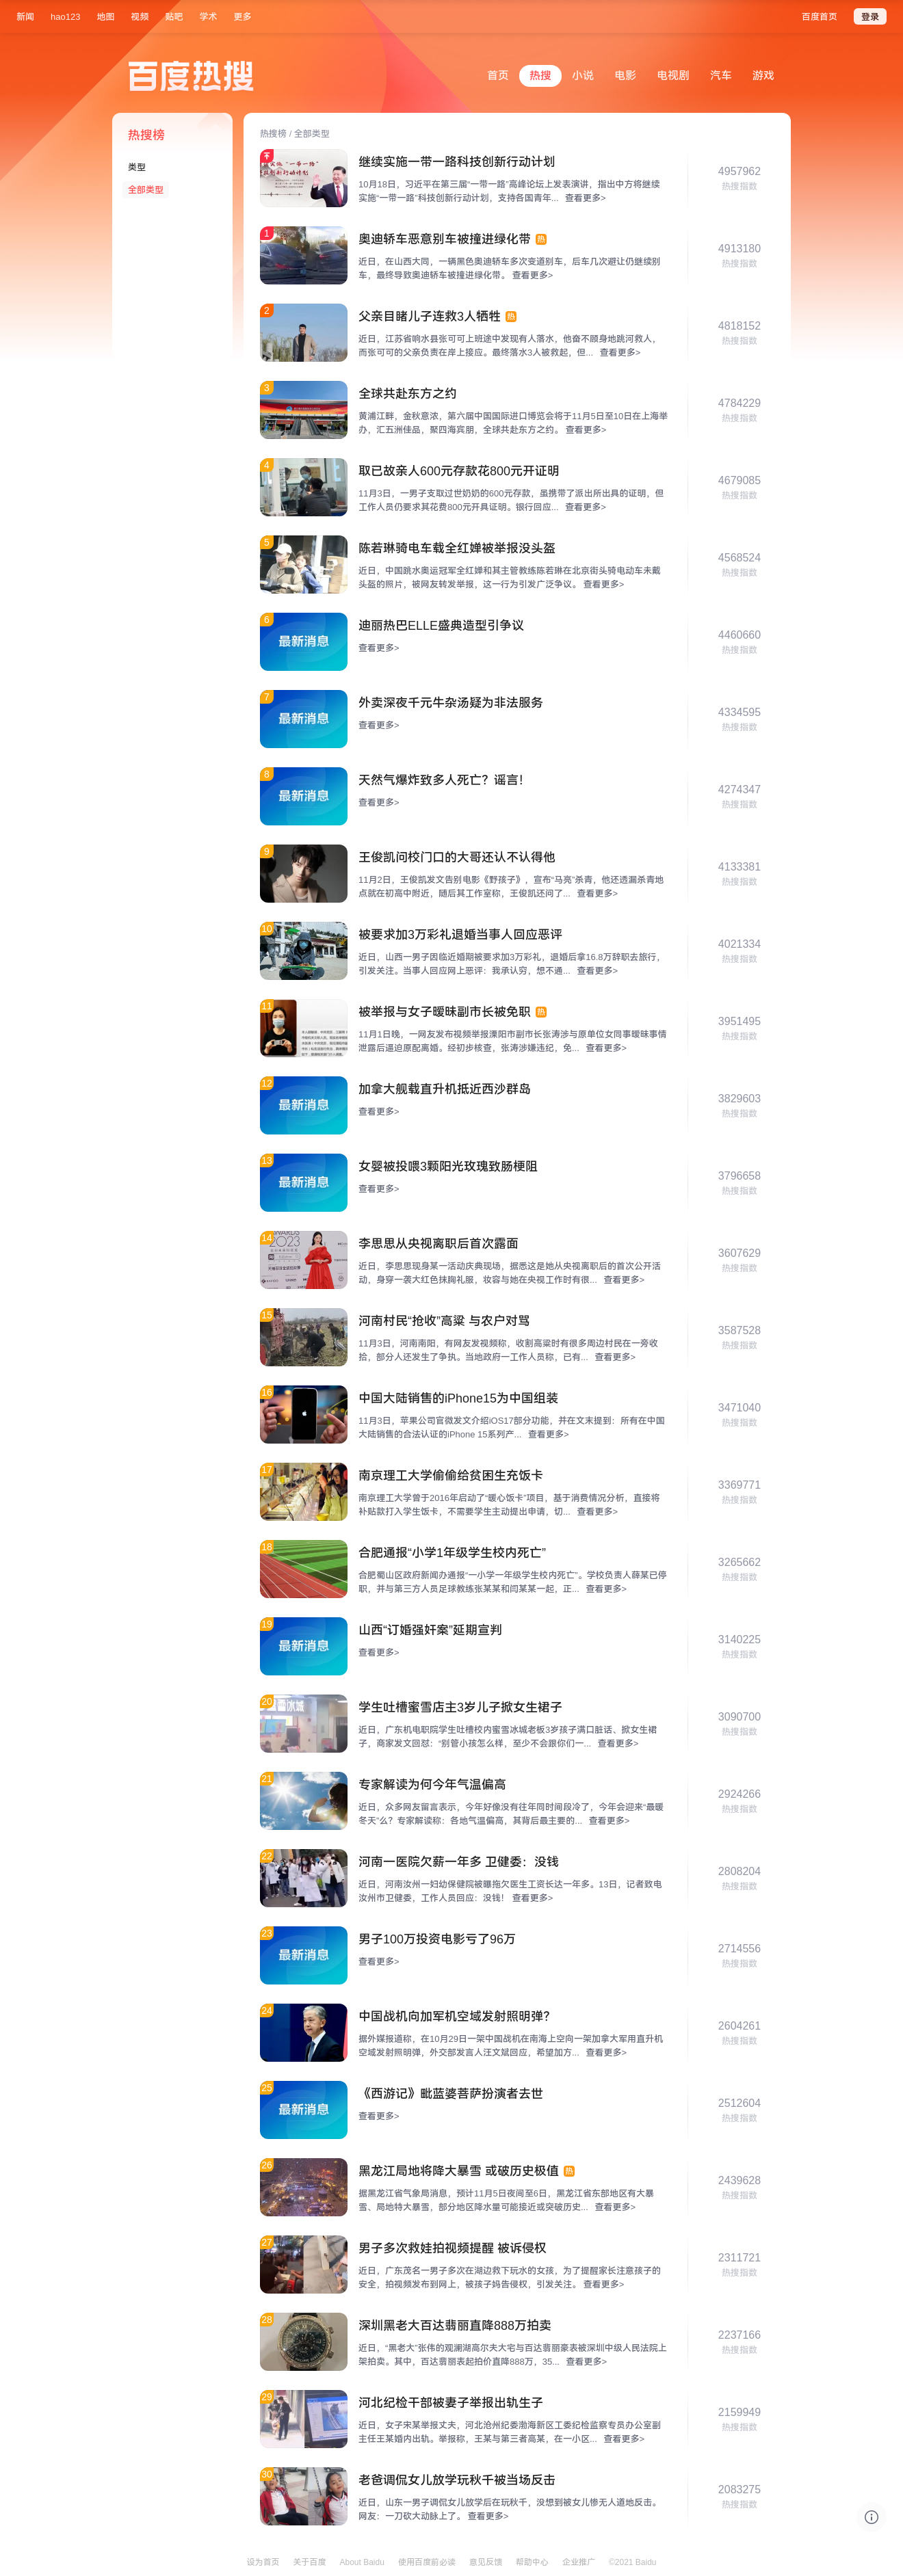 新闻 hao123 地图 视频 贴吧 学术 更多 百度首页 登录
百度热搜
首页 热搜 小说 电影 电视剧 汽车 游戏
热搜榜
类型
全部类型
热搜榜 / 全部类型
继续实施一带一路科技创新行动计划
10月18日，习近平在第三届“一带一路”高峰论坛上发表演讲，指出中方将继续
实施“一带一路”科技创新行动计划，支持各国青年... 查看更多>
4957962
热搜指数
1
奥迪轿车恶意别车被撞进绿化带 热
近日，在山西大同，一辆黑色奥迪轿车多次变道别车，后车几次避让仍继续别
车，最终导致奥迪轿车被撞进绿化带。 查看更多>
4913180
热搜指数
2
父亲目睹儿子连救3人牺牲 热
近日，江苏省响水县张可可上班途中发现有人落水，他奋不顾身地跳河救人，
而张可可的父亲负责在岸上接应。最终落水3人被救起，但... 查看更多>
4818152
热搜指数
3
全球共赴东方之约
黄浦江畔，金秋意浓，第六届中国国际进口博览会将于11月5日至10日在上海举
办，汇五洲佳品，聚四海宾朋，全球共赴东方之约。 查看更多>
4784229
热搜指数
4
取已故亲人600元存款花800元开证明
11月3日，一男子支取过世奶奶的600元存款，虽携带了派出所出具的证明，但
工作人员仍要求其花费800元开具证明。银行回应... 查看更多>
4679085
热搜指数
5
陈若琳骑电车载全红婵被举报没头盔
近日，中国跳水奥运冠军全红婵和其主管教练陈若琳在北京街头骑电动车未戴
头盔的照片，被网友转发举报，这一行为引发广泛争议。 查看更多>
4568524
热搜指数
6
最新消息
迪丽热巴ELLE盛典造型引争议
查看更多>
4460660
热搜指数
7
最新消息
外卖深夜千元牛杂汤疑为非法服务
查看更多>
4334595
热搜指数
8
最新消息
天然气爆炸致多人死亡？谣言！
查看更多>
4274347
热搜指数
9
王俊凯问校门口的大哥还认不认得他
11月2日，王俊凯发文告别电影《野孩子》，宣布“马亮”杀青，他还透漏杀青地
点就在初高中附近，随后其工作室称，王俊凯还问了... 查看更多>
4133381
热搜指数
10
被要求加3万彩礼退婚当事人回应恶评
近日，山西一男子因临近婚期被要求加3万彩礼，退婚后拿16.8万辞职去旅行，
引发关注。当事人回应网上恶评：我承认穷，想不通... 查看更多>
4021334
热搜指数
11
被举报与女子暧昧副市长被免职 热
11月1日晚，一网友发布视频举报溧阳市副市长张涛涉与原单位女同事暧昧事情
泄露后逼迫原配离婚。经初步核查，张涛涉嫌违纪，免... 查看更多>
3951495
热搜指数
12
最新消息
加拿大舰载直升机抵近西沙群岛
查看更多>
3829603
热搜指数
13
最新消息
女婴被投喂3颗阳光玫瑰致肠梗阻
查看更多>
3796658
热搜指数
14
李思思从央视离职后首次露面
近日，李思思现身某一活动庆典现场，据悉这是她从央视离职后的首次公开活
动，身穿一袭大红色抹胸礼服，妆容与她在央视工作时有很... 查看更多>
3607629
热搜指数
15
河南村民“抢收”高粱 与农户对骂
11月3日，河南南阳，有网友发视频称，收割高粱时有很多周边村民在一旁收
拾，部分人还发生了争执。当地政府一工作人员称，已有... 查看更多>
3587528
热搜指数
16
中国大陆销售的iPhone15为中国组装
11月3日，苹果公司官微发文介绍iOS17部分功能，并在文末提到：所有在中国
大陆销售的合法认证的iPhone 15系列产... 查看更多>
3471040
热搜指数
17
南京理工大学偷偷给贫困生充饭卡
南京理工大学曾于2016年启动了“暖心饭卡”项目，基于消费情况分析，直接将
补贴款打入学生饭卡，不需要学生主动提出申请，切... 查看更多>
3369771
热搜指数
18
合肥通报“小学1年级学生校内死亡”
合肥蜀山区政府新闻办通报“一小学一年级学生校内死亡”。学校负责人薛某已停
职，并与第三方人员足球教练张某某和闫某某一起，正... 查看更多>
3265662
热搜指数
19
最新消息
山西“订婚强奸案”延期宣判
查看更多>
3140225
热搜指数
20
学生吐槽蜜雪店主3岁儿子掀女生裙子
近日，广东机电职院学生吐槽校内蜜雪冰城老板3岁孩子满口脏话、掀女生裙
子，商家发文回怼：“别管小孩怎么样，至少不会跟你们一... 查看更多>
3090700
热搜指数
21
专家解读为何今年气温偏高
近日，众多网友留言表示，今年好像没有往年同时间段冷了，今年会迎来“最暖
冬天”么？专家解读称：各地气温偏高，其背后最主要的... 查看更多>
2924266
热搜指数
22
河南一医院欠薪一年多 卫健委：没钱
近日，河南汝州一妇幼保健院被曝拖欠医生工资长达一年多。13日，记者致电
汝州市卫健委，工作人员回应：没钱！ 查看更多>
2808204
热搜指数
23
最新消息
男子100万投资电影亏了96万
查看更多>
2714556
热搜指数
24
中国战机向加军机空域发射照明弹？
据外媒报道称，在10月29日一架中国战机在南海上空向一架加拿大军用直升机
空域发射照明弹，外交部发言人汪文斌回应，希望加方... 查看更多>
2604261
热搜指数
25
最新消息
《西游记》毗蓝婆菩萨扮演者去世
查看更多>
2512604
热搜指数
26
黑龙江局地将降大暴雪 或破历史极值 热
据黑龙江省气象局消息，预计11月5日夜间至6日，黑龙江省东部地区有大暴
雪、局地特大暴雪，部分地区降水量可能接近或突破历史... 查看更多>
2439628
热搜指数
27
男子多次救娃拍视频提醒 被诉侵权
近日，广东茂名一男子多次在湖边救下玩水的女孩，为了提醒家长注意孩子的
安全，拍视频发布到网上，被孩子妈告侵权，引发关注。 查看更多>
2311721
热搜指数
28
深圳黑老大百达翡丽直降888万拍卖
近日，“黑老大”张伟的观澜湖高尔夫大宅与百达翡丽豪表被深圳中级人民法院上
架拍卖。其中，百达翡丽表起拍价直降888万，35... 查看更多>
2237166
热搜指数
29
河北纪检干部被妻子举报出轨生子
近日，女子宋某举报丈夫，河北沧州纪委渤海新区工委纪检监察专员办公室副
主任王某婚内出轨。举报称，王某与第三者高某，在一小区... 查看更多>
2159949
热搜指数
30
老爸调侃女儿放学玩秋千被当场反击
近日，山东一男子调侃女儿放学后在玩秋千，没想到被女儿惨无人道地反击。
网友：一刀砍大动脉上了。 查看更多>
2083275
热搜指数
设为首页 关于百度 About Baidu 使用百度前必读 意见反馈 帮助中心 企业推广 ©2021 Baidu